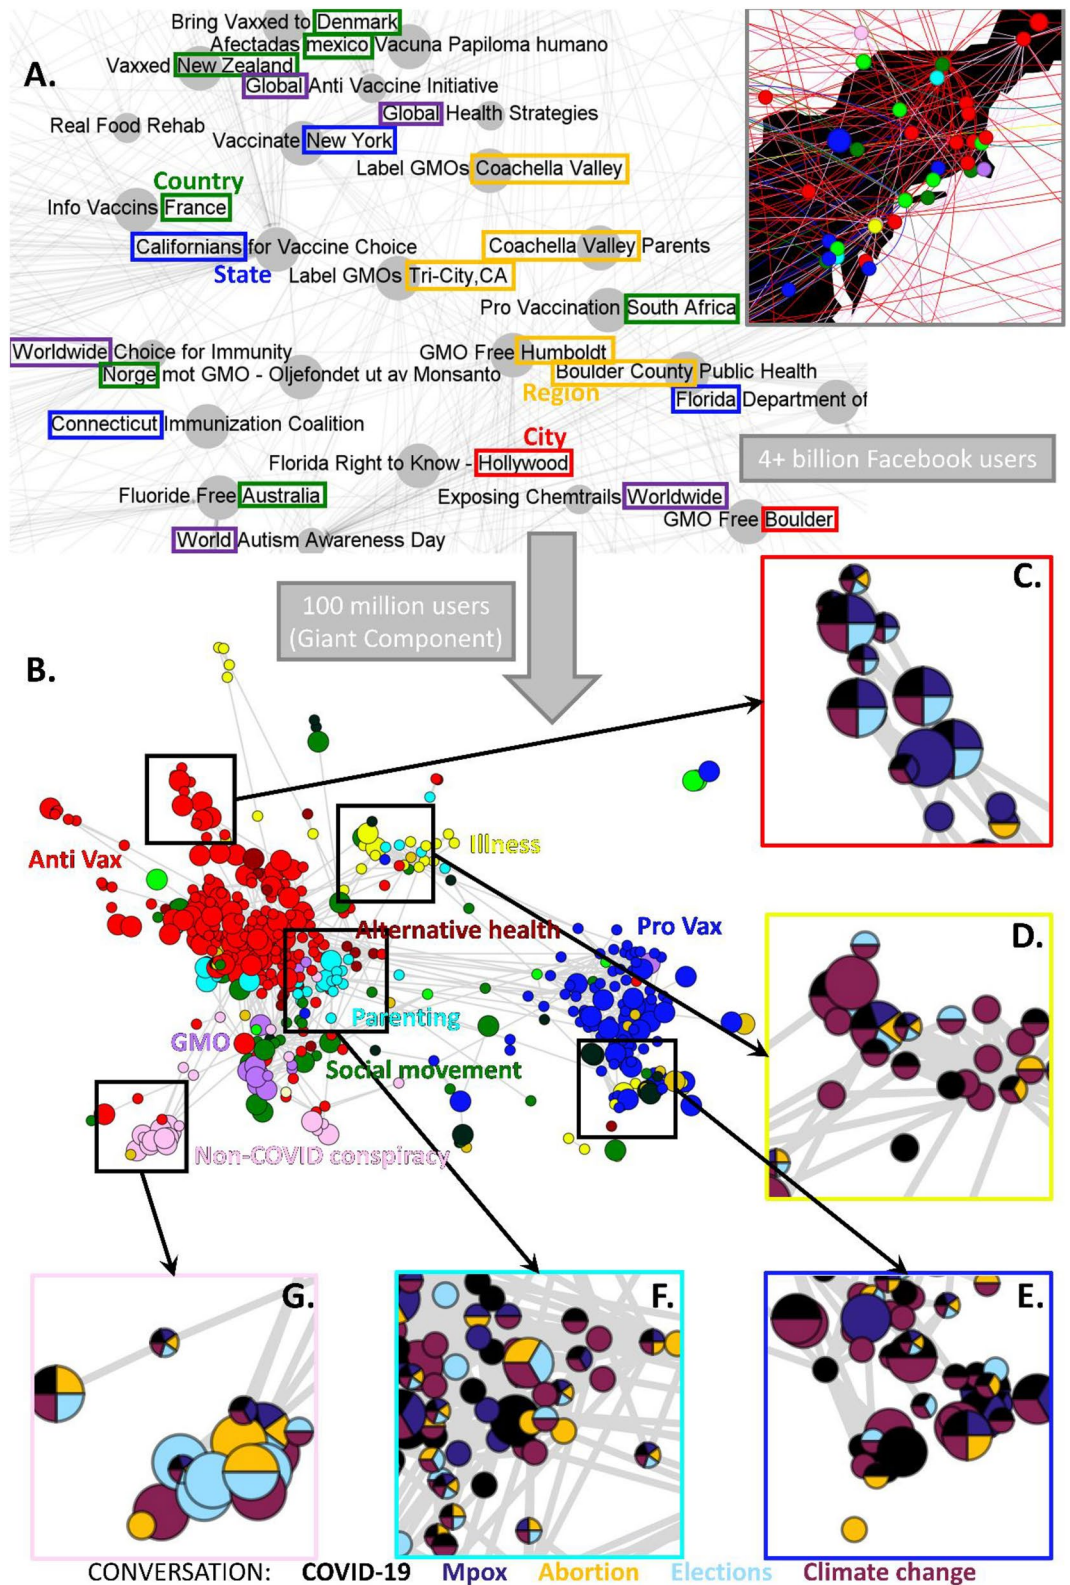 A.
Bring Vaxxed to Denmark
Afectadas mexico Vacuna Papiloma humano
Vaxxed New Zealand
Global Anti Vaccine Initiative
Global Health Strategies
Real Food Rehab
Vaccinate New York
Label GMOs Coachella Valley
Country
Info Vaccins France
Californians for Vaccine Choice
Coachella Valley Parents
State
Label GMOs Tri-City,CA
Pro Vaccination South Africa
Worldwide Choice for Immunity
GMO Free Humboldt
Norge mot GMO - Oljefondet ut av Monsanto
Boulder County Public Health
Region
Florida Department of
Connecticut Immunization Coalition
City
Florida Right to Know - Hollywood
4+ billion Facebook users
Fluoride Free Australia
Exposing Chemtrails Worldwide
GMO Free Boulder
World Autism Awareness Day
100 million users
(Giant Component)
B.
C.
Anti Vax
Illness
Alternative health
Pro Vax
D.
Parenting
GMO
Social movement
Non-COVID conspiracy
G.
F.
E.
CONVERSATION: COVID-19 Mpox Abortion Elections Climate change